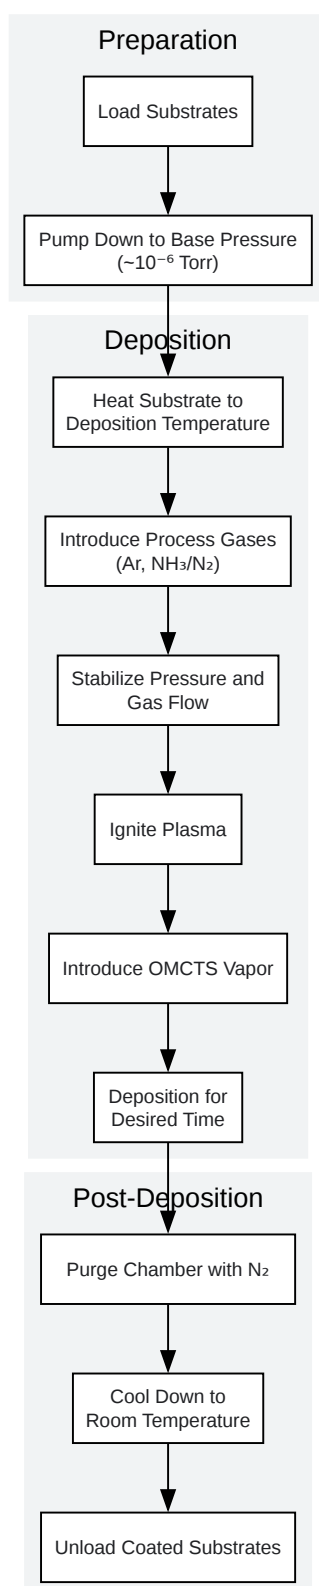 Preparation
Load Substrates
Pump Down to Base Pressure
(~10⁻⁶ Torr)
Deposition
Heat Substrate to
Deposition Temperature
Introduce Process Gases
(Ar, NH₃/N₂)
Stabilize Pressure and
Gas Flow
Ignite Plasma
Introduce OMCTS Vapor
Deposition for
Desired Time
Post-Deposition
Purge Chamber with N₂
Cool Down to
Room Temperature
Unload Coated Substrates